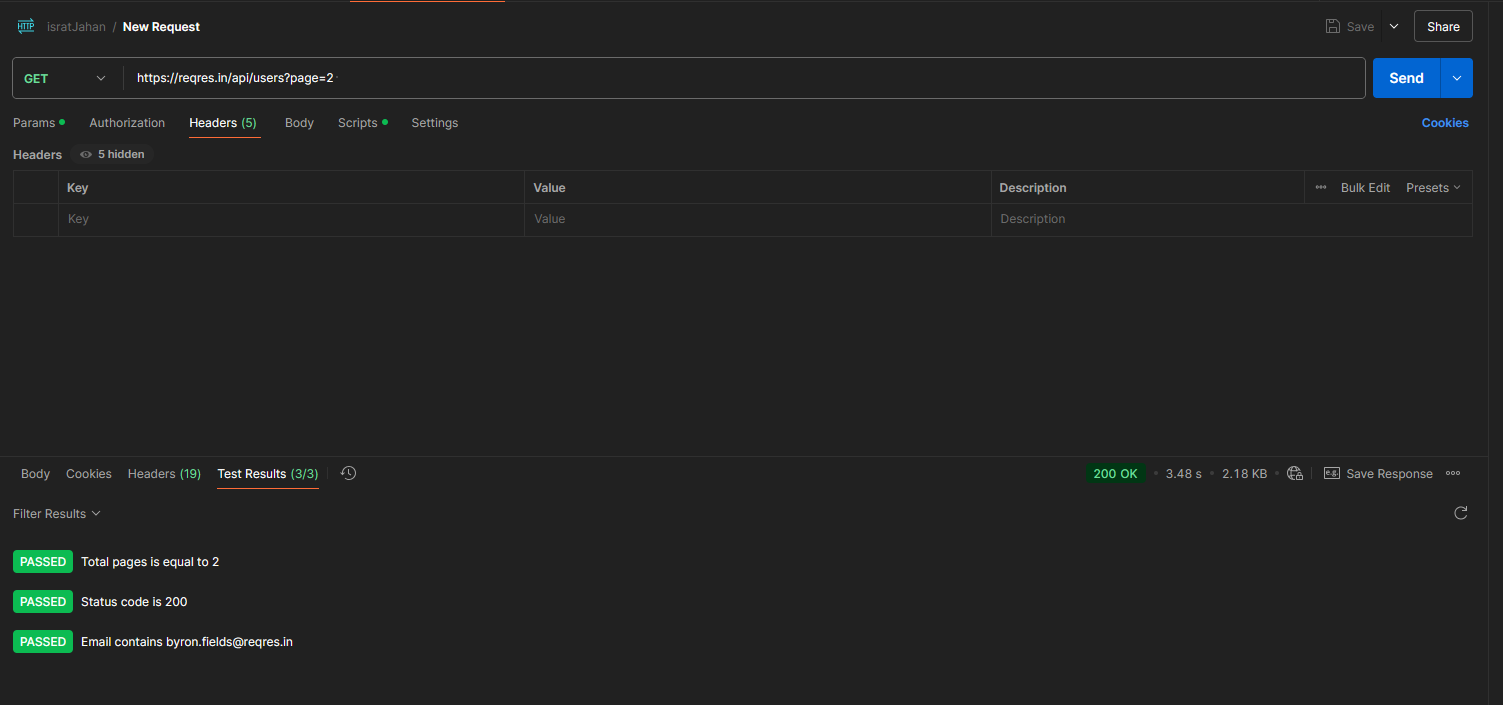 HTTP isratJahan / New Request Save Share
GET https://reqres.in/api/users?page=2 Send
Params Authorization Headers (5) Body Scripts Settings Cookies
Headers 5 hidden
Key Value Description Bulk Edit Presets
Key Value Description
Body Cookies Headers (19) Test Results (3/3) 200 OK 3.48 s 2.18 KB e.g. Save Response
Filter Results
PASSED Total pages is equal to 2
PASSED Status code is 200
PASSED Email contains byron.fields@reqres.in